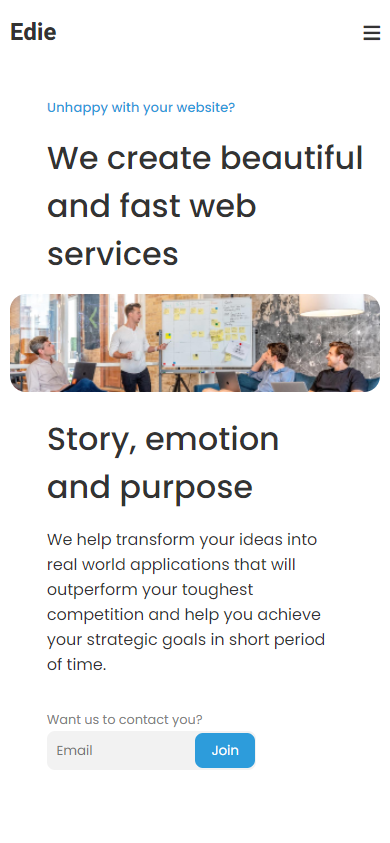 Edie
Unhappy with your website?
We create beautiful
and fast web
services
Story, emotion
and purpose
We help transform your ideas into
real world applications that will
outperform your toughest
competition and help you achieve
your strategic goals in short period
of time.
Want us to contact you?
Email
Join